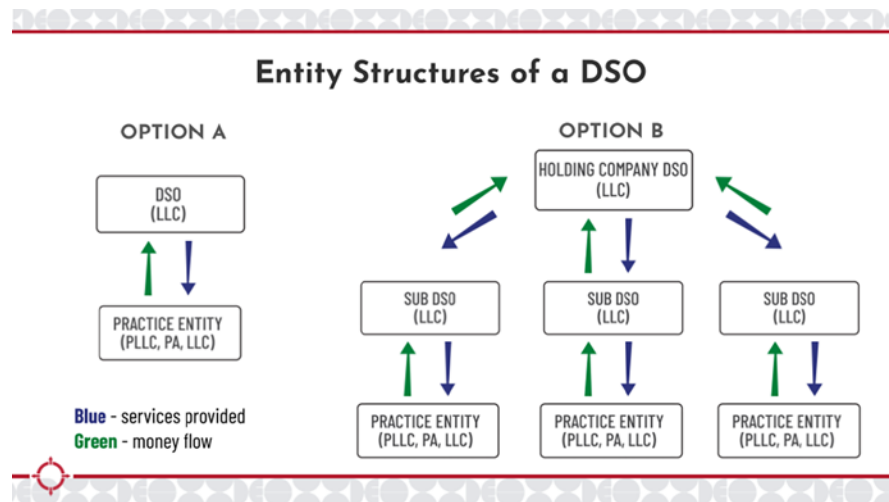 Entity Structures of a DSO
OPTION A
DSO
(LLC)
PRACTICE ENTITY
(PLLC, PA, LLC)
Blue - services provided
Green - money flow
OPTION B
HOLDING COMPANY DSO
(LLC)
SUB DSO
(LLC)
SUB DSO
(LLC)
SUB DSO
(LLC)
PRACTICE ENTITY
(PLLC, PA, LLC)
PRACTICE ENTITY
(PLLC, PA, LLC)
PRACTICE ENTITY
(PLLC, PA, LLC)